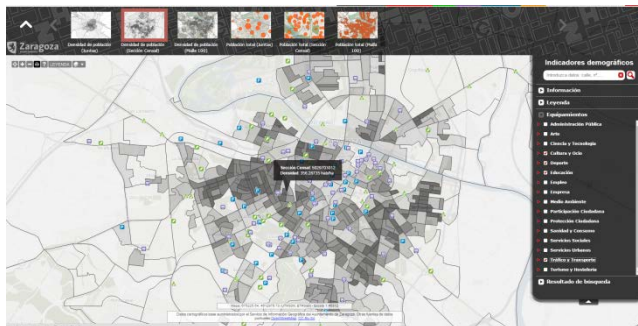 Zaragoza
Densidad de población
(Juntas)
Densidad de población
(Sección Censal)
Densidad de población
(Malla 100)
Población total (Juntas)
Población total (Sección
Censal)
Población total (Malla
100)
LEYENDA
Indicadores demográficos
Información
Leyenda
Equipamientos
Administración Pública
Arte
Ciencia y Tecnología
Cultura y Ocio
Deporte
Educación
Empleo
Empresa
Medio Ambiente
Participación Ciudadana
Protección Ciudadana
Sanidad y Consumo
Servicios Sociales
Servicios Urbanos
Tráfico y Transporte
Turismo y Hostelería
Resultado de búsqueda
Sección Censal:
Densidad: